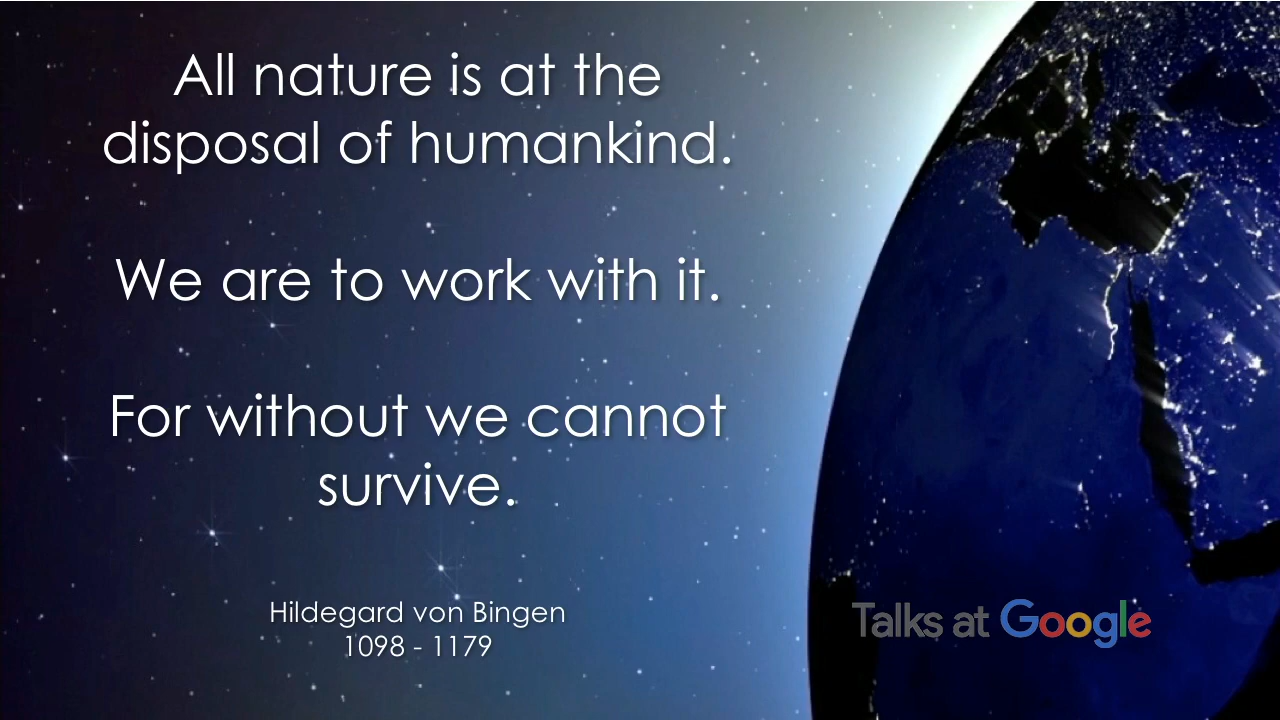 All nature is at the
disposal of humankind.
We are to work with it.
For without we cannot
survive.
Hildegard von Bingen
1098 - 1179
Talks at Google